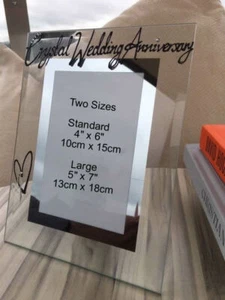 Crystal Wedding Anniversary
Two Sizes
Standard
4" x 6"
10cm x 15cm
Large
5" x 7"
13cm x 18cm